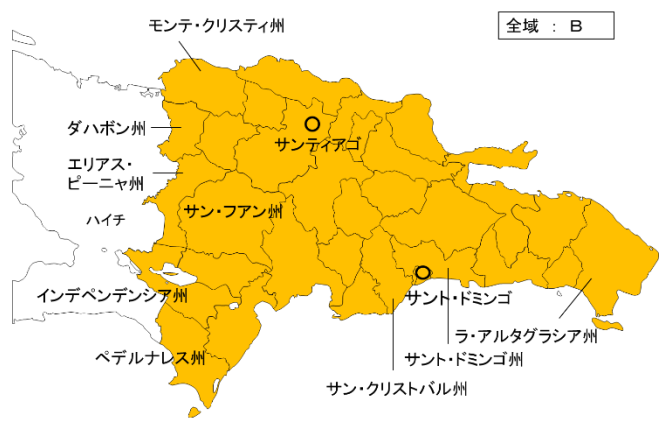 モンテ・クリスティ州
全域 : B
ダハボン州
サンティアゴ
エリアス・
ピーニャ州
ハイチ
サン・フアン州
インデペンデンシア州
サント・ドミンゴ
ラ・アルタグラシア州
ペデルナレス州
サント・ドミンゴ州
サン・クリストバル州